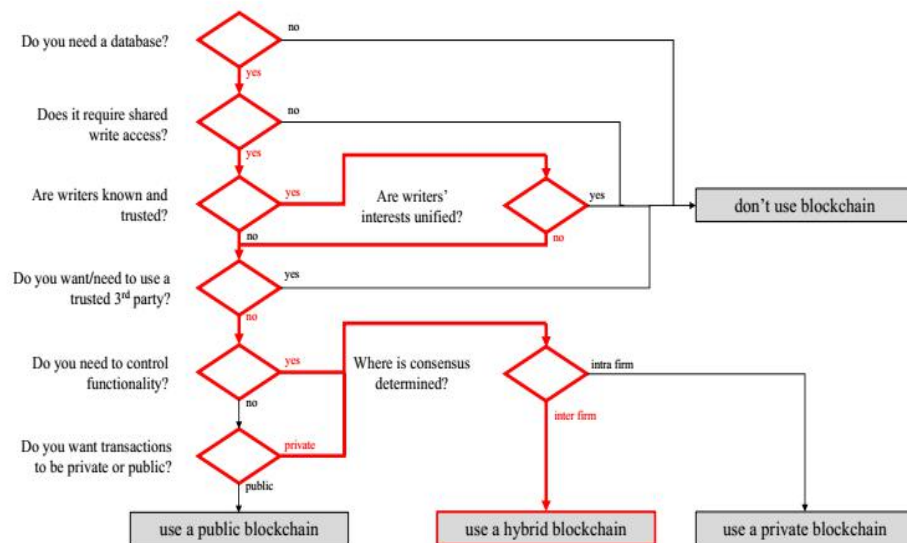 no
Do you need a database?
yes
Does it require shared
write access?
no
yes
Are writers known and
trusted?
yes
Are writers'
interests unified?
yes
don't use blockchain
no
no
Do you want/need to use a
trusted 3rd party?
yes
no
Do you need to control
functionality?
yes
Where is consensus
determined?
intra firm
no
inter firm
Do you want transactions
to be private or public?
private
public
use a public blockchain
use a hybrid blockchain
use a private blockchain